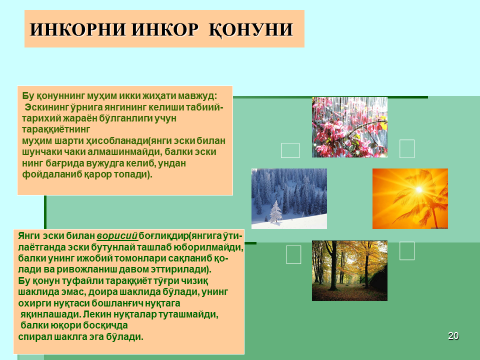 ИНКОРНИ ИНКОР ҚОНУНИ
Бу қонуннинг муҳим икки жиҳати мавжуд:
Эскининг ўрнига янгининг келиши табиий-
тарихий жараён бўлганлиги учун
тараққиётнинг
муҳим шарти ҳисобланади(янги эски билан
шунчаки чаки алмашинмайди, балки эски
нинг бағрида вужудга келиб, ундан
фойдаланиб қарор топади).
Янги эски билан ворисий боғлиқдир(янгига ўти-
лаётганда эски бутунлай ташлаб юборилмайди,
балки унинг ижобий томонлари сақланиб қо-
лади ва ривожланиш давом эттирилади).
Бу қонун туфайли тараққиёт тўғри чизиқ
шаклида эмас, доира шаклида бўлади, унинг
охирги нуқтаси бошланғич нуқтага
яқинлашади. Лекин нуқталар туташмайди,
балки юқори босқичда
спирал шаклга эга бўлади.
20